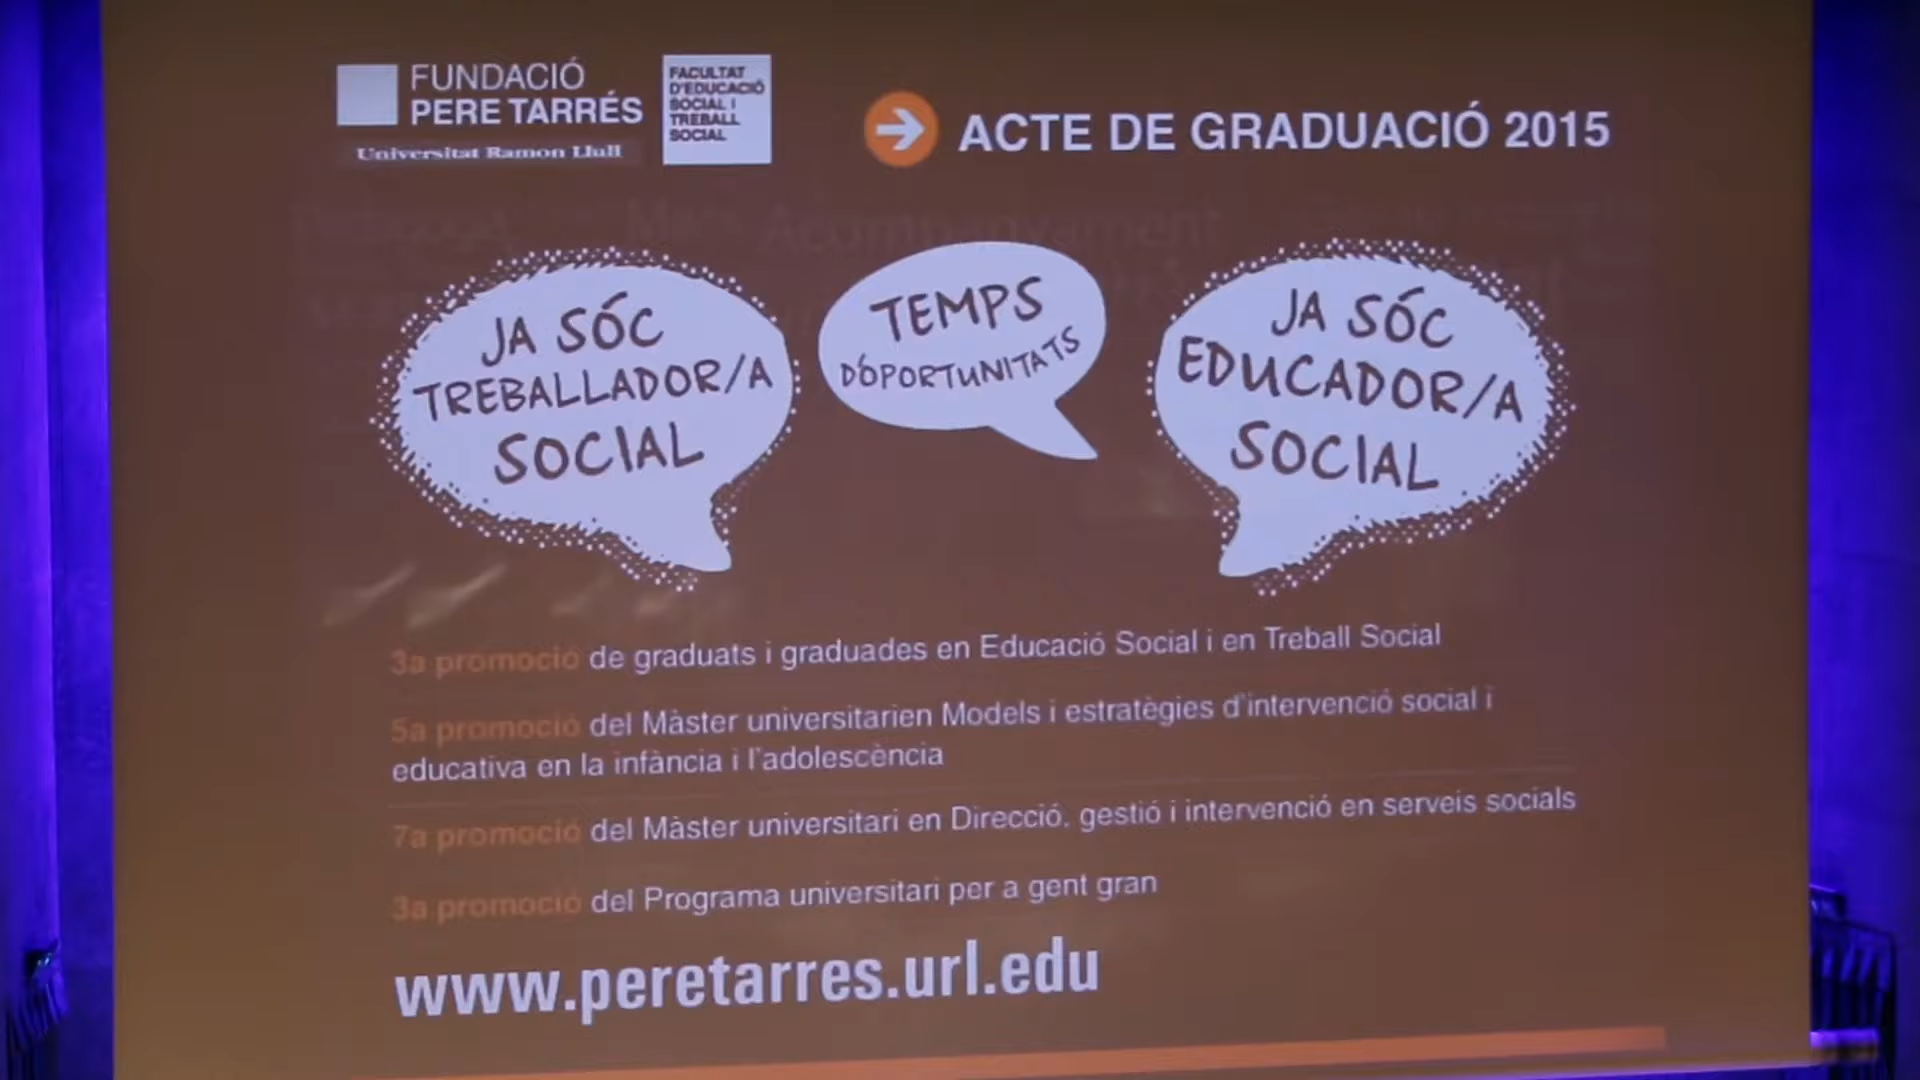 FUNDACIÓ
PERE TARRÉS
Universitat Ramon Llull
FACULTAT
D'EDUCACIÓ
SOCIAL I
TREBALL
SOCIAL
ACTE DE GRADUACIÓ 2015
JA SÓC
TREBALLADOR/A
SOCIAL
TEMPS
D'OPORTUNITATS
JA SÓC
EDUCADOR/A
SOCIAL
3a promoció de graduats i graduades en Educació Social i en Treball Social
5a promoció del Màster universitarien Models i estratègies d'intervenció social i
educativa en la infància i l'adolescència
7a promoció del Màster universitari en Direcció, gestió i intervenció en serveis socials
3a promoció del Programa universitari per a gent gran
www.peretarres.url.edu